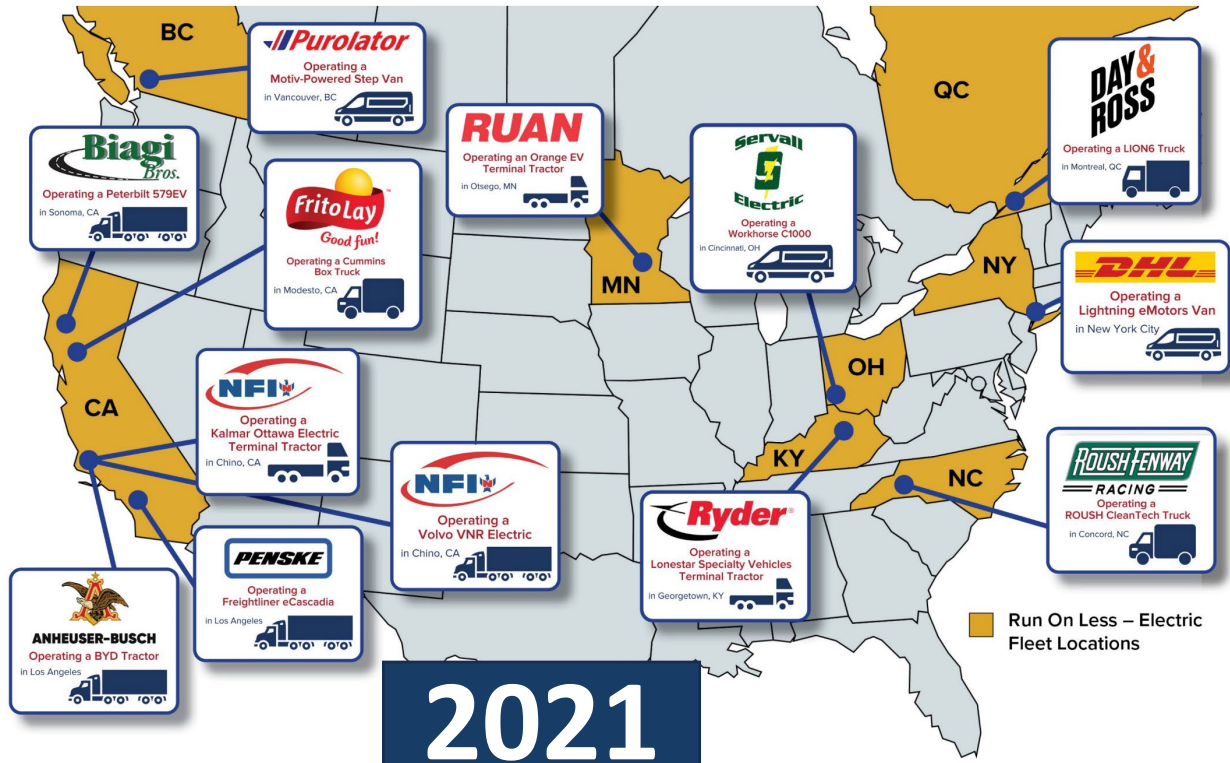 BC
Purolator
Operating a
Motiv-Powered Step Van
in Vancouver, BC
Biagi
Bros.
Operating a Peterbilt 579EV
in Sonoma, CA
FritoLay
™
Good fun!
Operating a Cummins
Box Truck
in Modesto, CA
RUAN
Operating an Orange EV
Terminal Tractor
in Otsego, MN
MN
Servall
Electric
Operating a
Workhorse C1000
in Cincinnati, OH
QC
DAY &
ROSS
Operating a LION6 Truck
in Montreal, QC
NY
DHL
Operating a
Lightning eMotors Van
in New York City
CA
NFI
Operating a
Kalmar Ottawa Electric
Terminal Tractor
in Chino, CA
NFI
Operating a
Volvo VNR Electric
in Chino, CA
OH
KY
NC
Ryder®
Operating a
Lonestar Specialty Vehicles
Terminal Tractor
in Georgetown, KY
ROUSH FENWAY
RACING
Operating a
ROUSH CleanTech Truck
in Concord, NC
A
ANHEUSER-BUSCH
Operating a BYD Tractor
in Los Angeles
PENSKE
Operating a
Freightliner eCascadia
in Los Angeles
Run On Less – Electric
Fleet Locations
2021